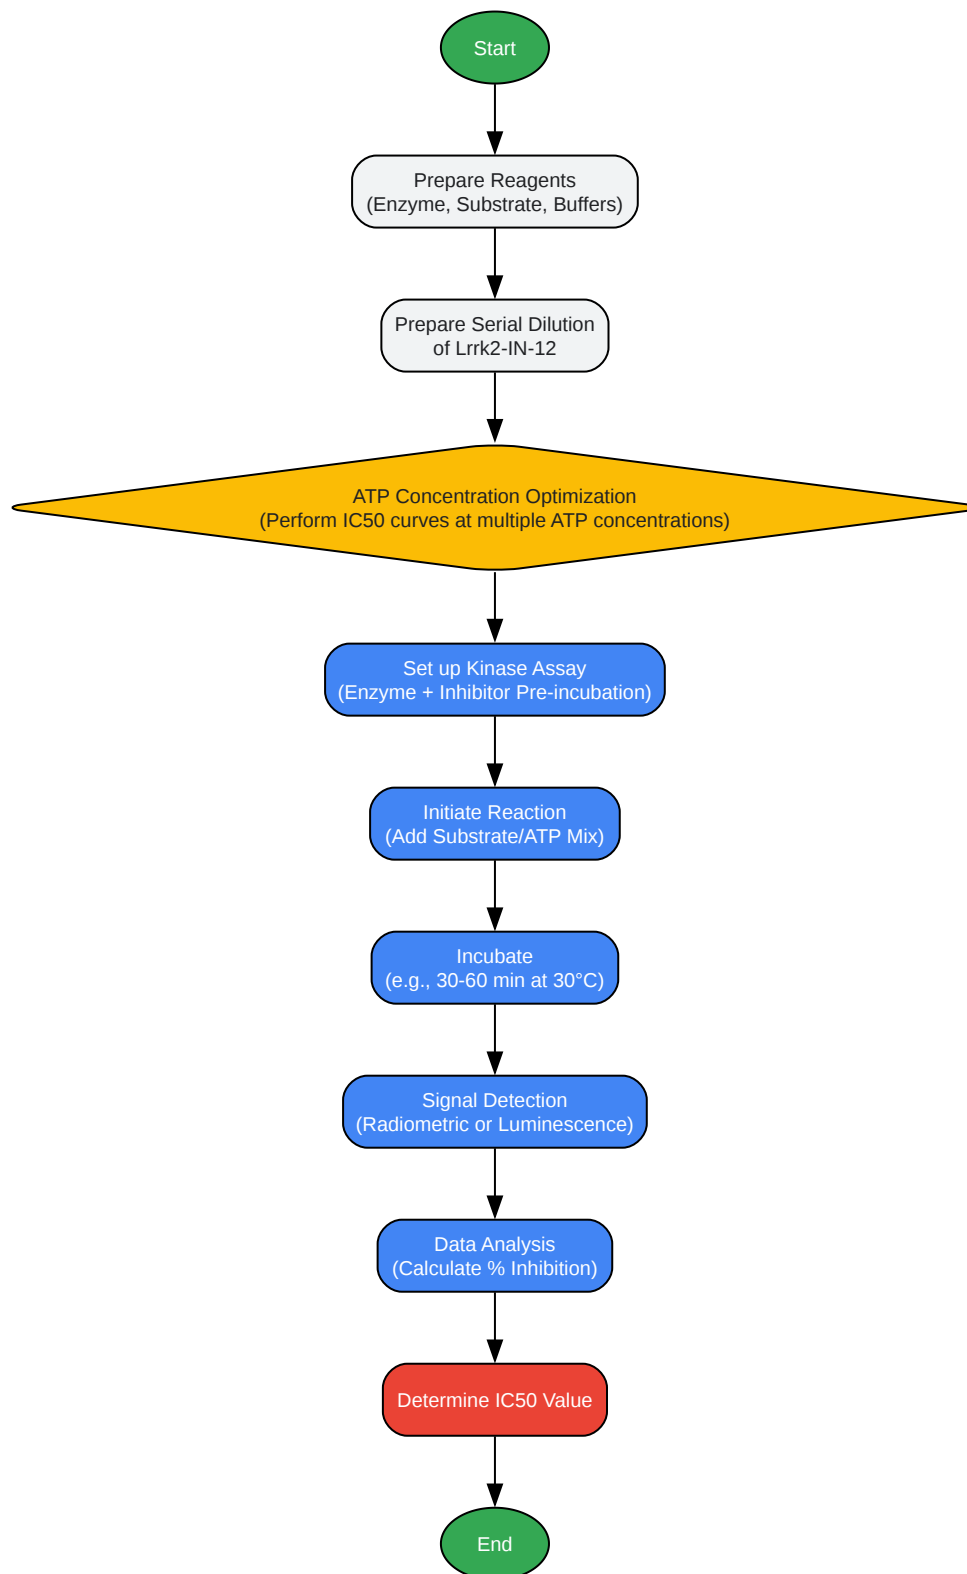 Start
Prepare Reagents
(Enzyme, Substrate, Buffers)
Prepare Serial Dilution
of Lrrk2-IN-12
ATP Concentration Optimization
(Perform IC50 curves at multiple ATP concentrations)
Set up Kinase Assay
(Enzyme + Inhibitor Pre-incubation)
Initiate Reaction
(Add Substrate/ATP Mix)
Incubate
(e.g., 30-60 min at 30°C)
Signal Detection
(Radiometric or Luminescence)
Data Analysis
(Calculate % Inhibition)
Determine IC50 Value
End